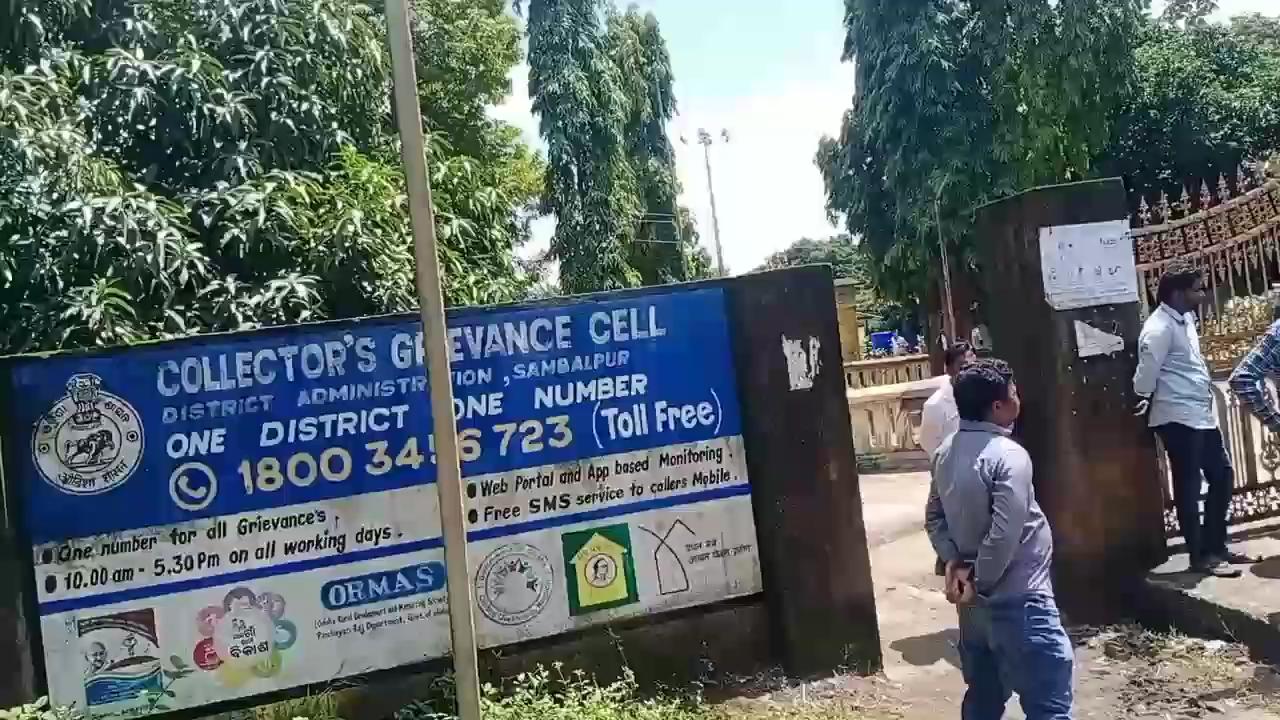 COLLECTOR'S GRIEVANCE CELL
DISTRICT ADMINISTRATION , SAMBALPUR
ONE DISTRICT ONE NUMBER
1800 3456 723 (Toll Free)
• One number for all Grievance's
• 10.00 am - 5.30 Pm on all working days .
• Web Portal and App based Monitoring .
• Free SMS service to callers Mobile .
ORMAS
ବିକାଶ